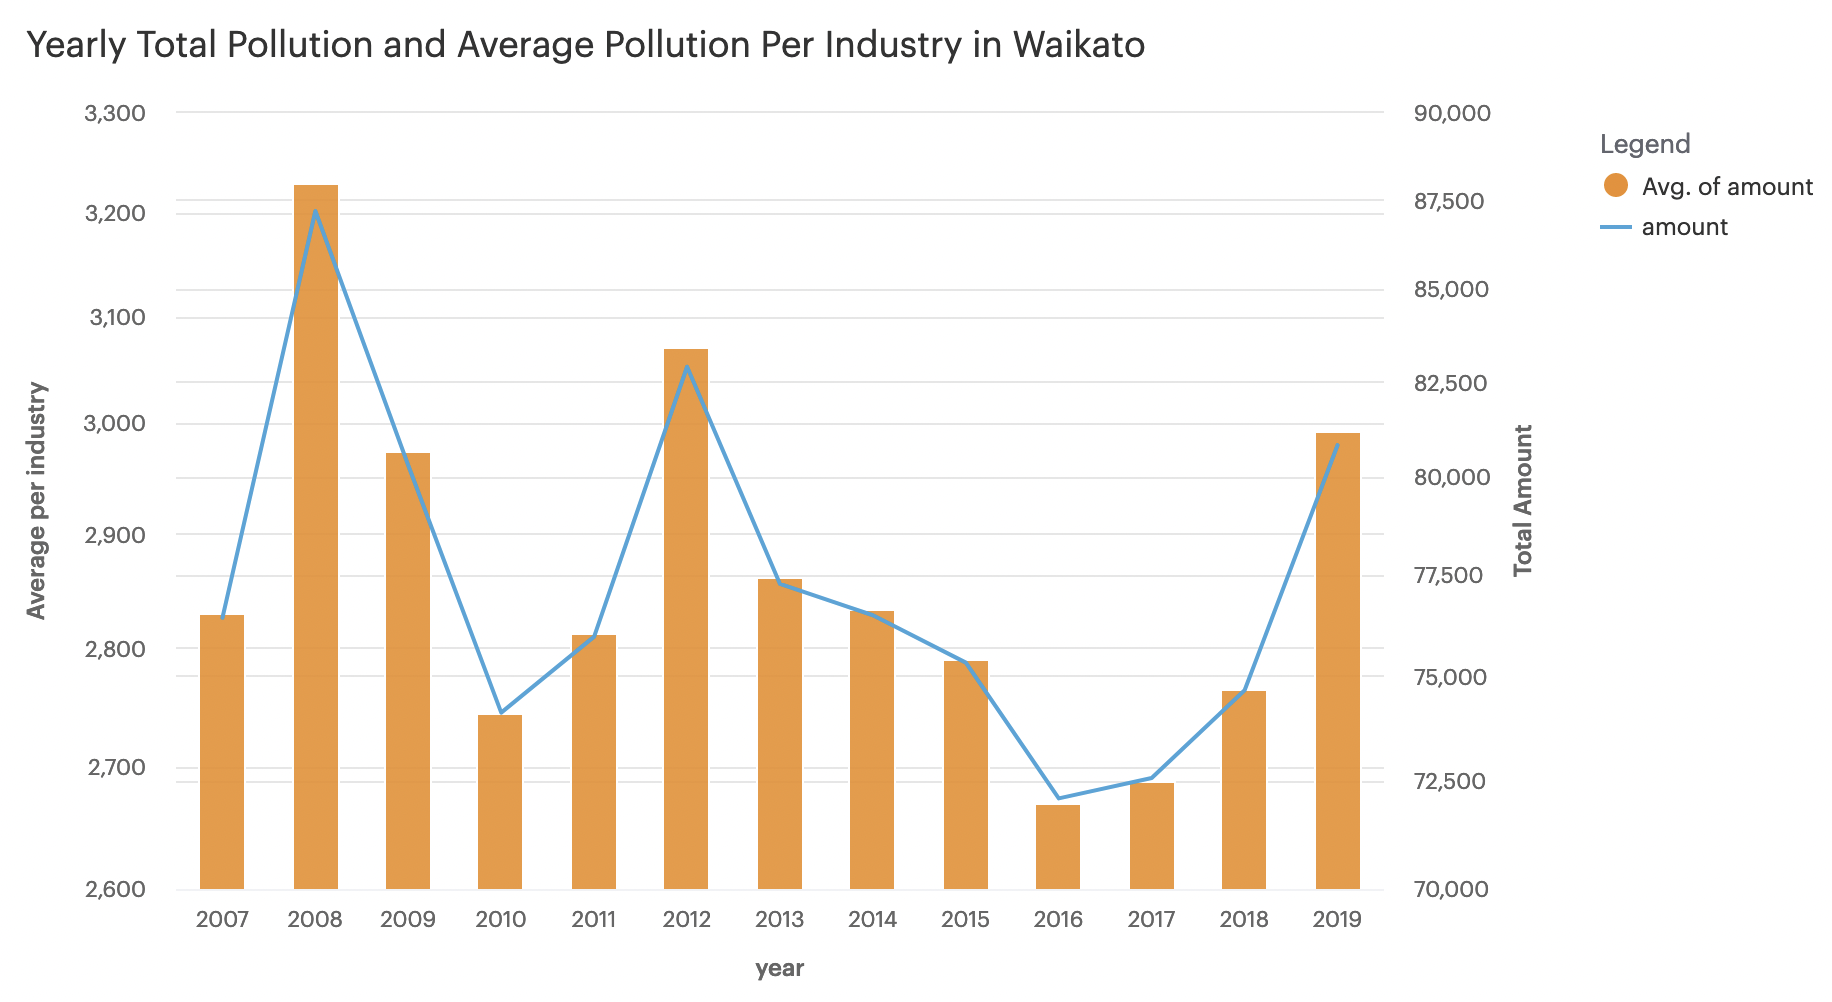 Yearly Total Pollution and Average Pollution Per Industry in Waikato
3,300
3,200
3,100
3,000
2,900
2,800
2,700
2,600
Average per industry
90,000
87,500
85,000
82,500
80,000
77,500
75,000
72,500
70,000
Total Amount
Legend
Avg. of amount
amount
2007 2008 2009 2010 2011 2012 2013 2014 2015 2016 2017 2018 2019
year